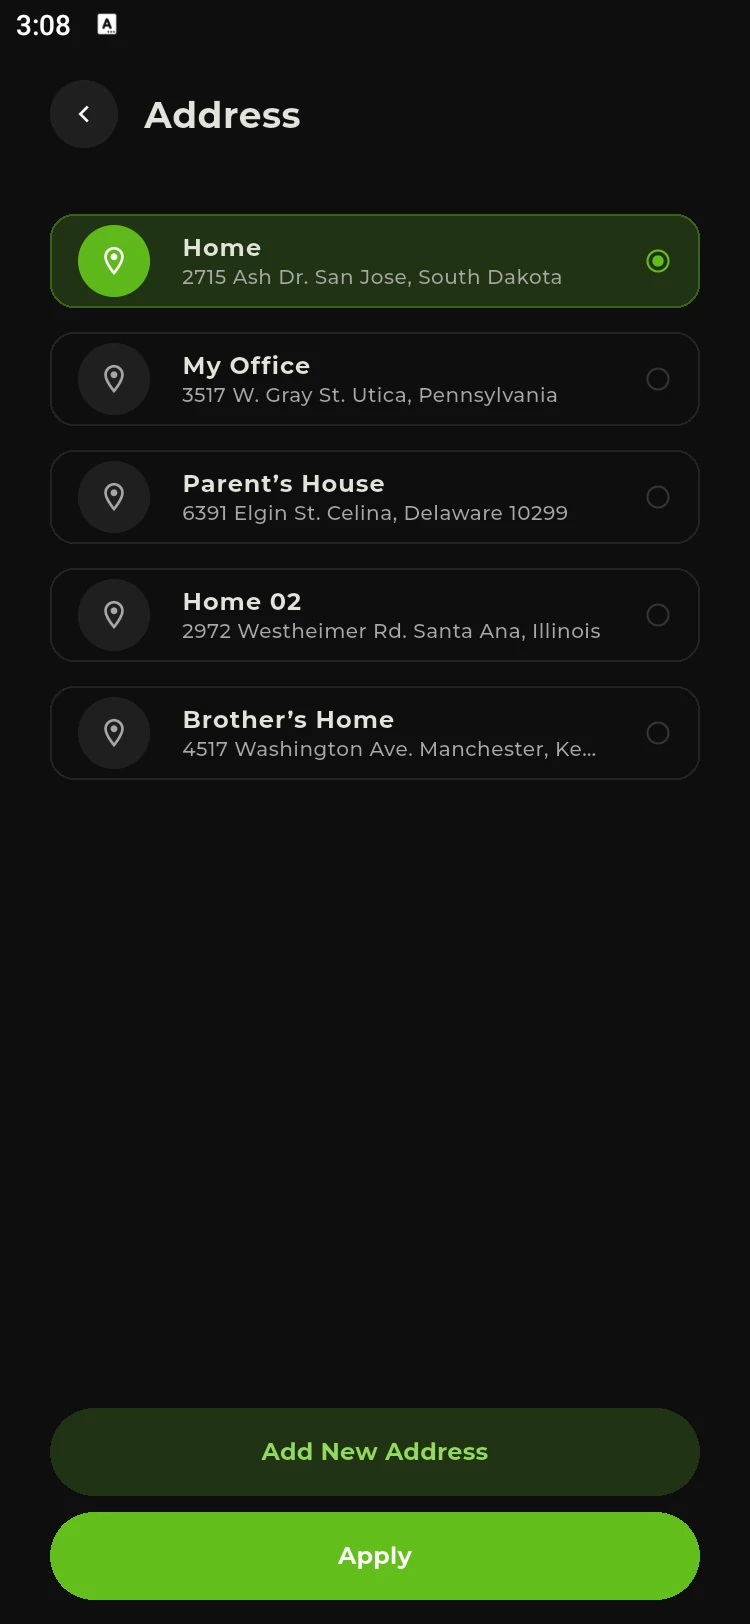 3:08
A
Address
Home
2715 Ash Dr. San Jose, South Dakota
My Office
3517 W. Gray St. Utica, Pennsylvania
Parent’s House
6391 Elgin St. Celina, Delaware 10299
Home 02
2972 Westheimer Rd. Santa Ana, Illinois
Brother’s Home
4517 Washington Ave. Manchester, Ke...
Add New Address
Apply